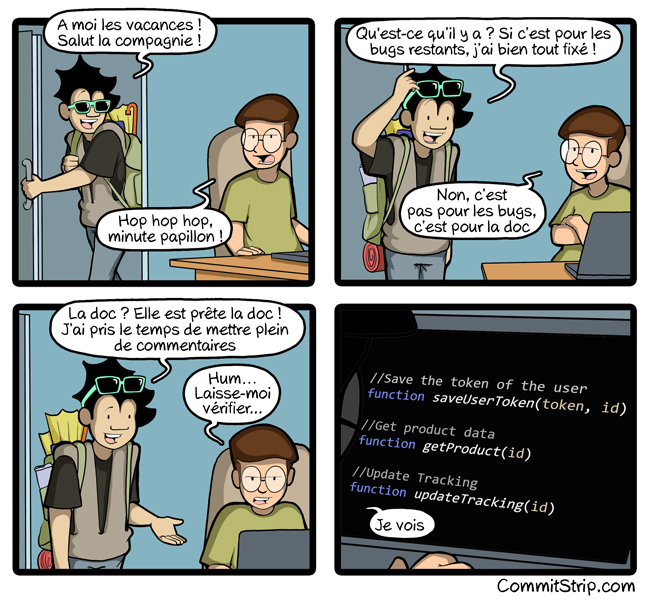 A moi les vacances !
Salut la compagnie !
Hop hop hop,
minute papillon !
Qu'est-ce qu'il y a ? Si c'est pour les
bugs restants, j'ai bien tout fixé !
Non, c'est
pas pour les bugs,
c'est pour la doc
La doc ? Elle est prête la doc !
J'ai pris le temps de mettre plein
de commentaires
Hum...
Laisse-moi
vérifier...
//Save the token of the user
function saveUserToken(token, id)
//Get product data
function getProduct(id)
//Update Tracking
function updateTracking(id)
Je vois
CommitStrip.com